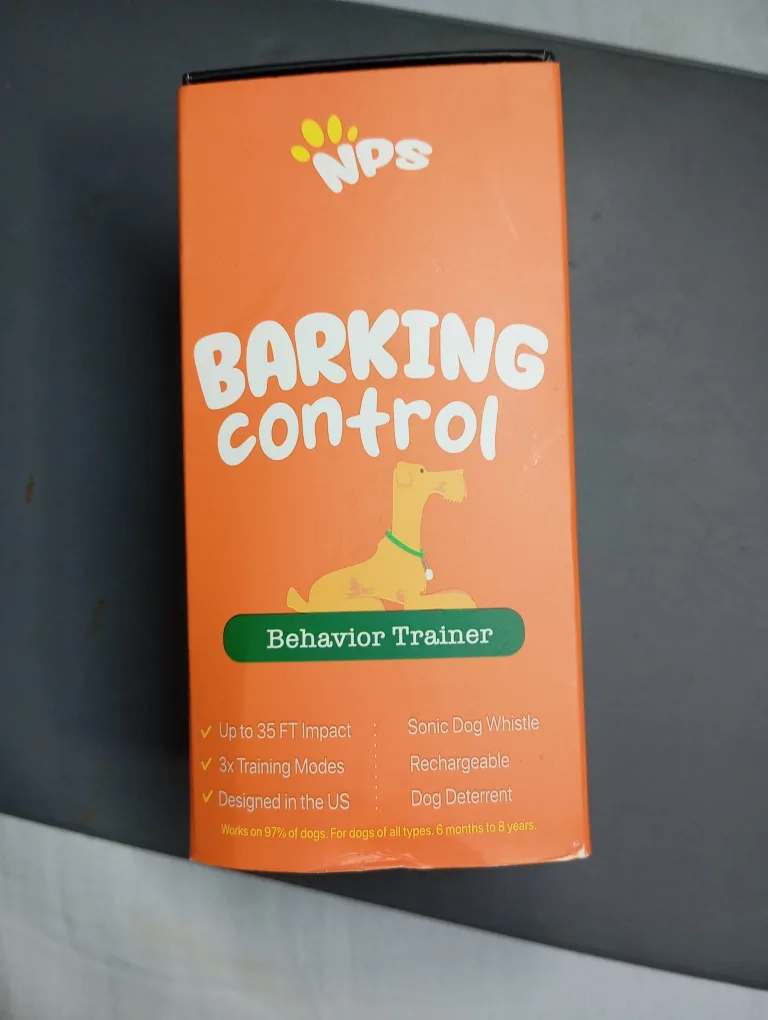 NPS
BARKING
control
Behavior Trainer
Up to 35 FT Impact
Sonic Dog Whistle
3x Training Modes
Rechargeable
Designed in the US
Dog Deterrent
Works on 97% of dogs. For dogs of all types. 6 months to 8 years.